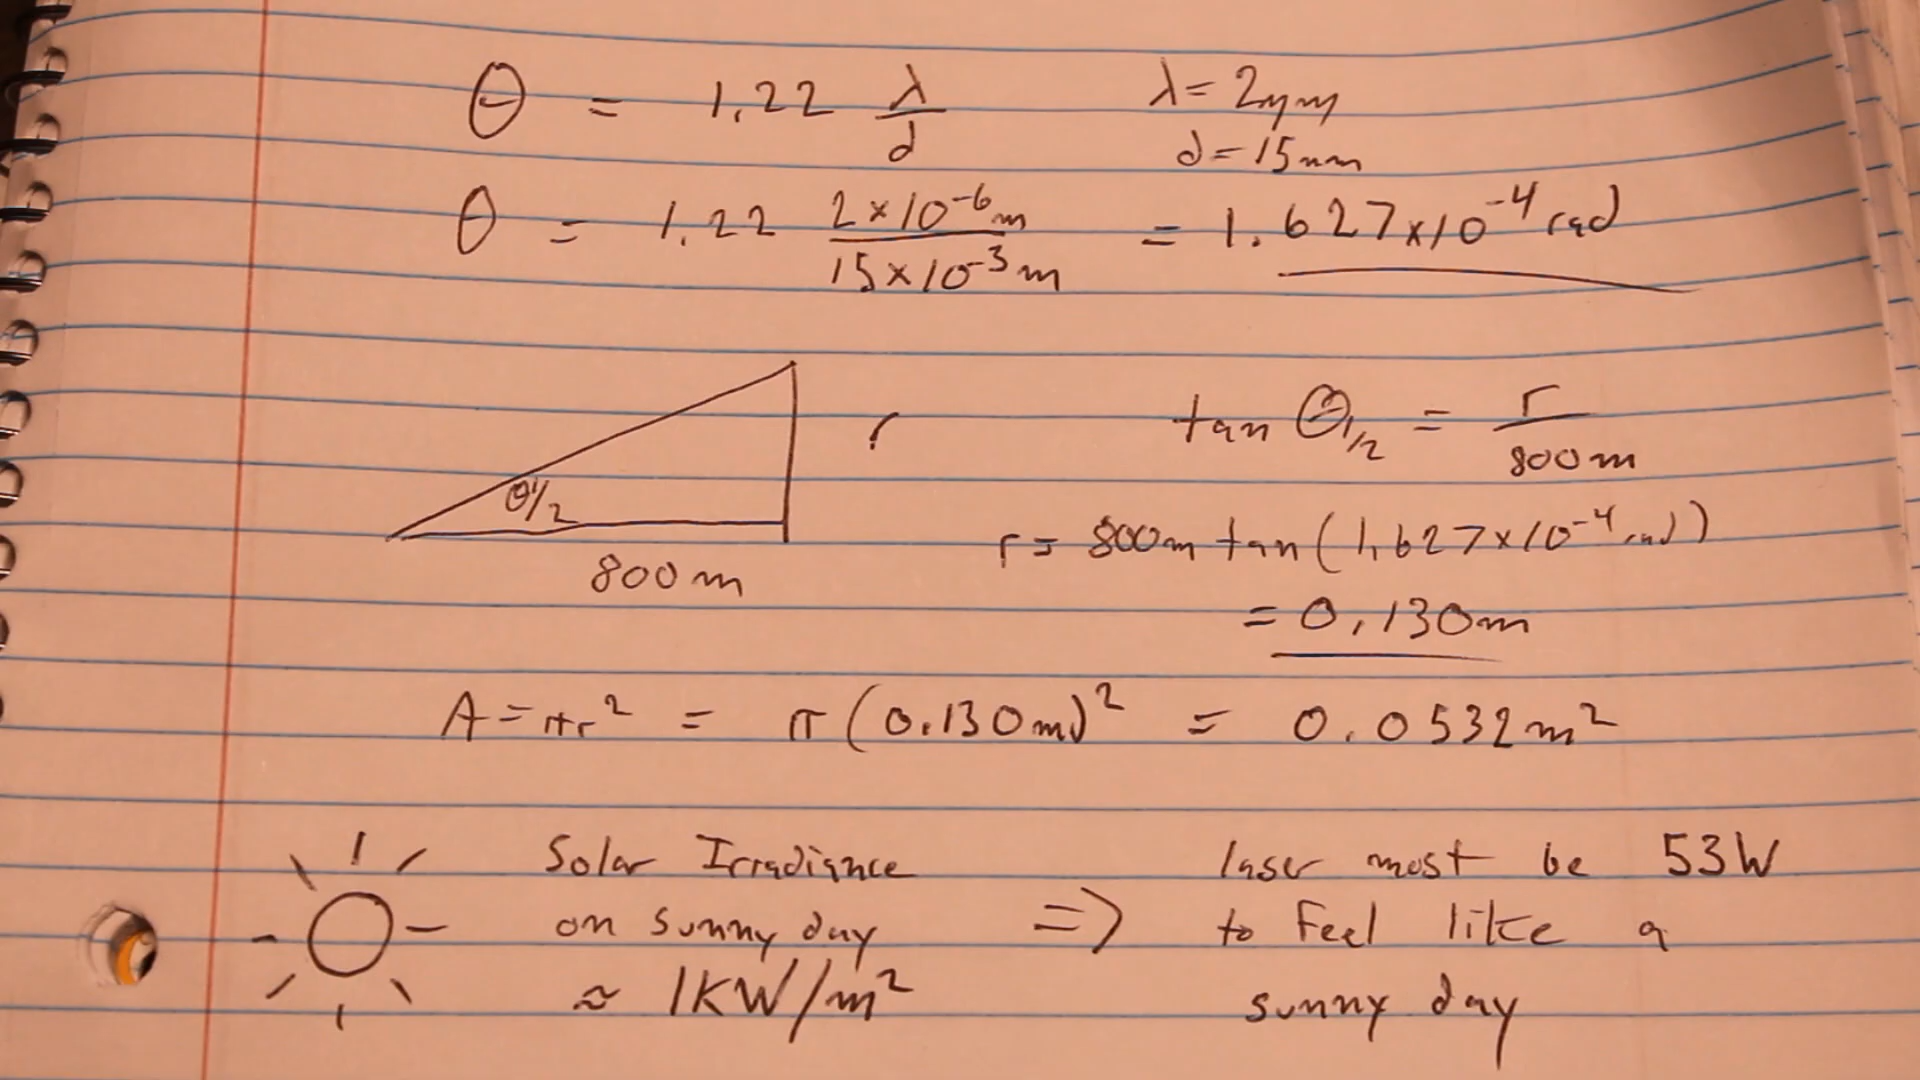 θ = 1.22 λ/d λ = 2μm
d = 15mm
θ = 1.22 2×10⁻⁶m / 15×10⁻³m = 1.627×10⁻⁴ rad
r
tan θ1/2 = r/800m
θ1/2
800m
r = 800m tan(1.627×10⁻⁴ rad)
= 0.130m
A = πr² = π(0.130m)² = 0.0532m²
Solar Irradiance
on sunny day
≈ 1KW/m²
=>
laser must be 53W
to feel like a
sunny day